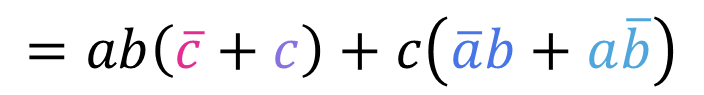 = ab(c̄ + c) + c(āb + ab̄)